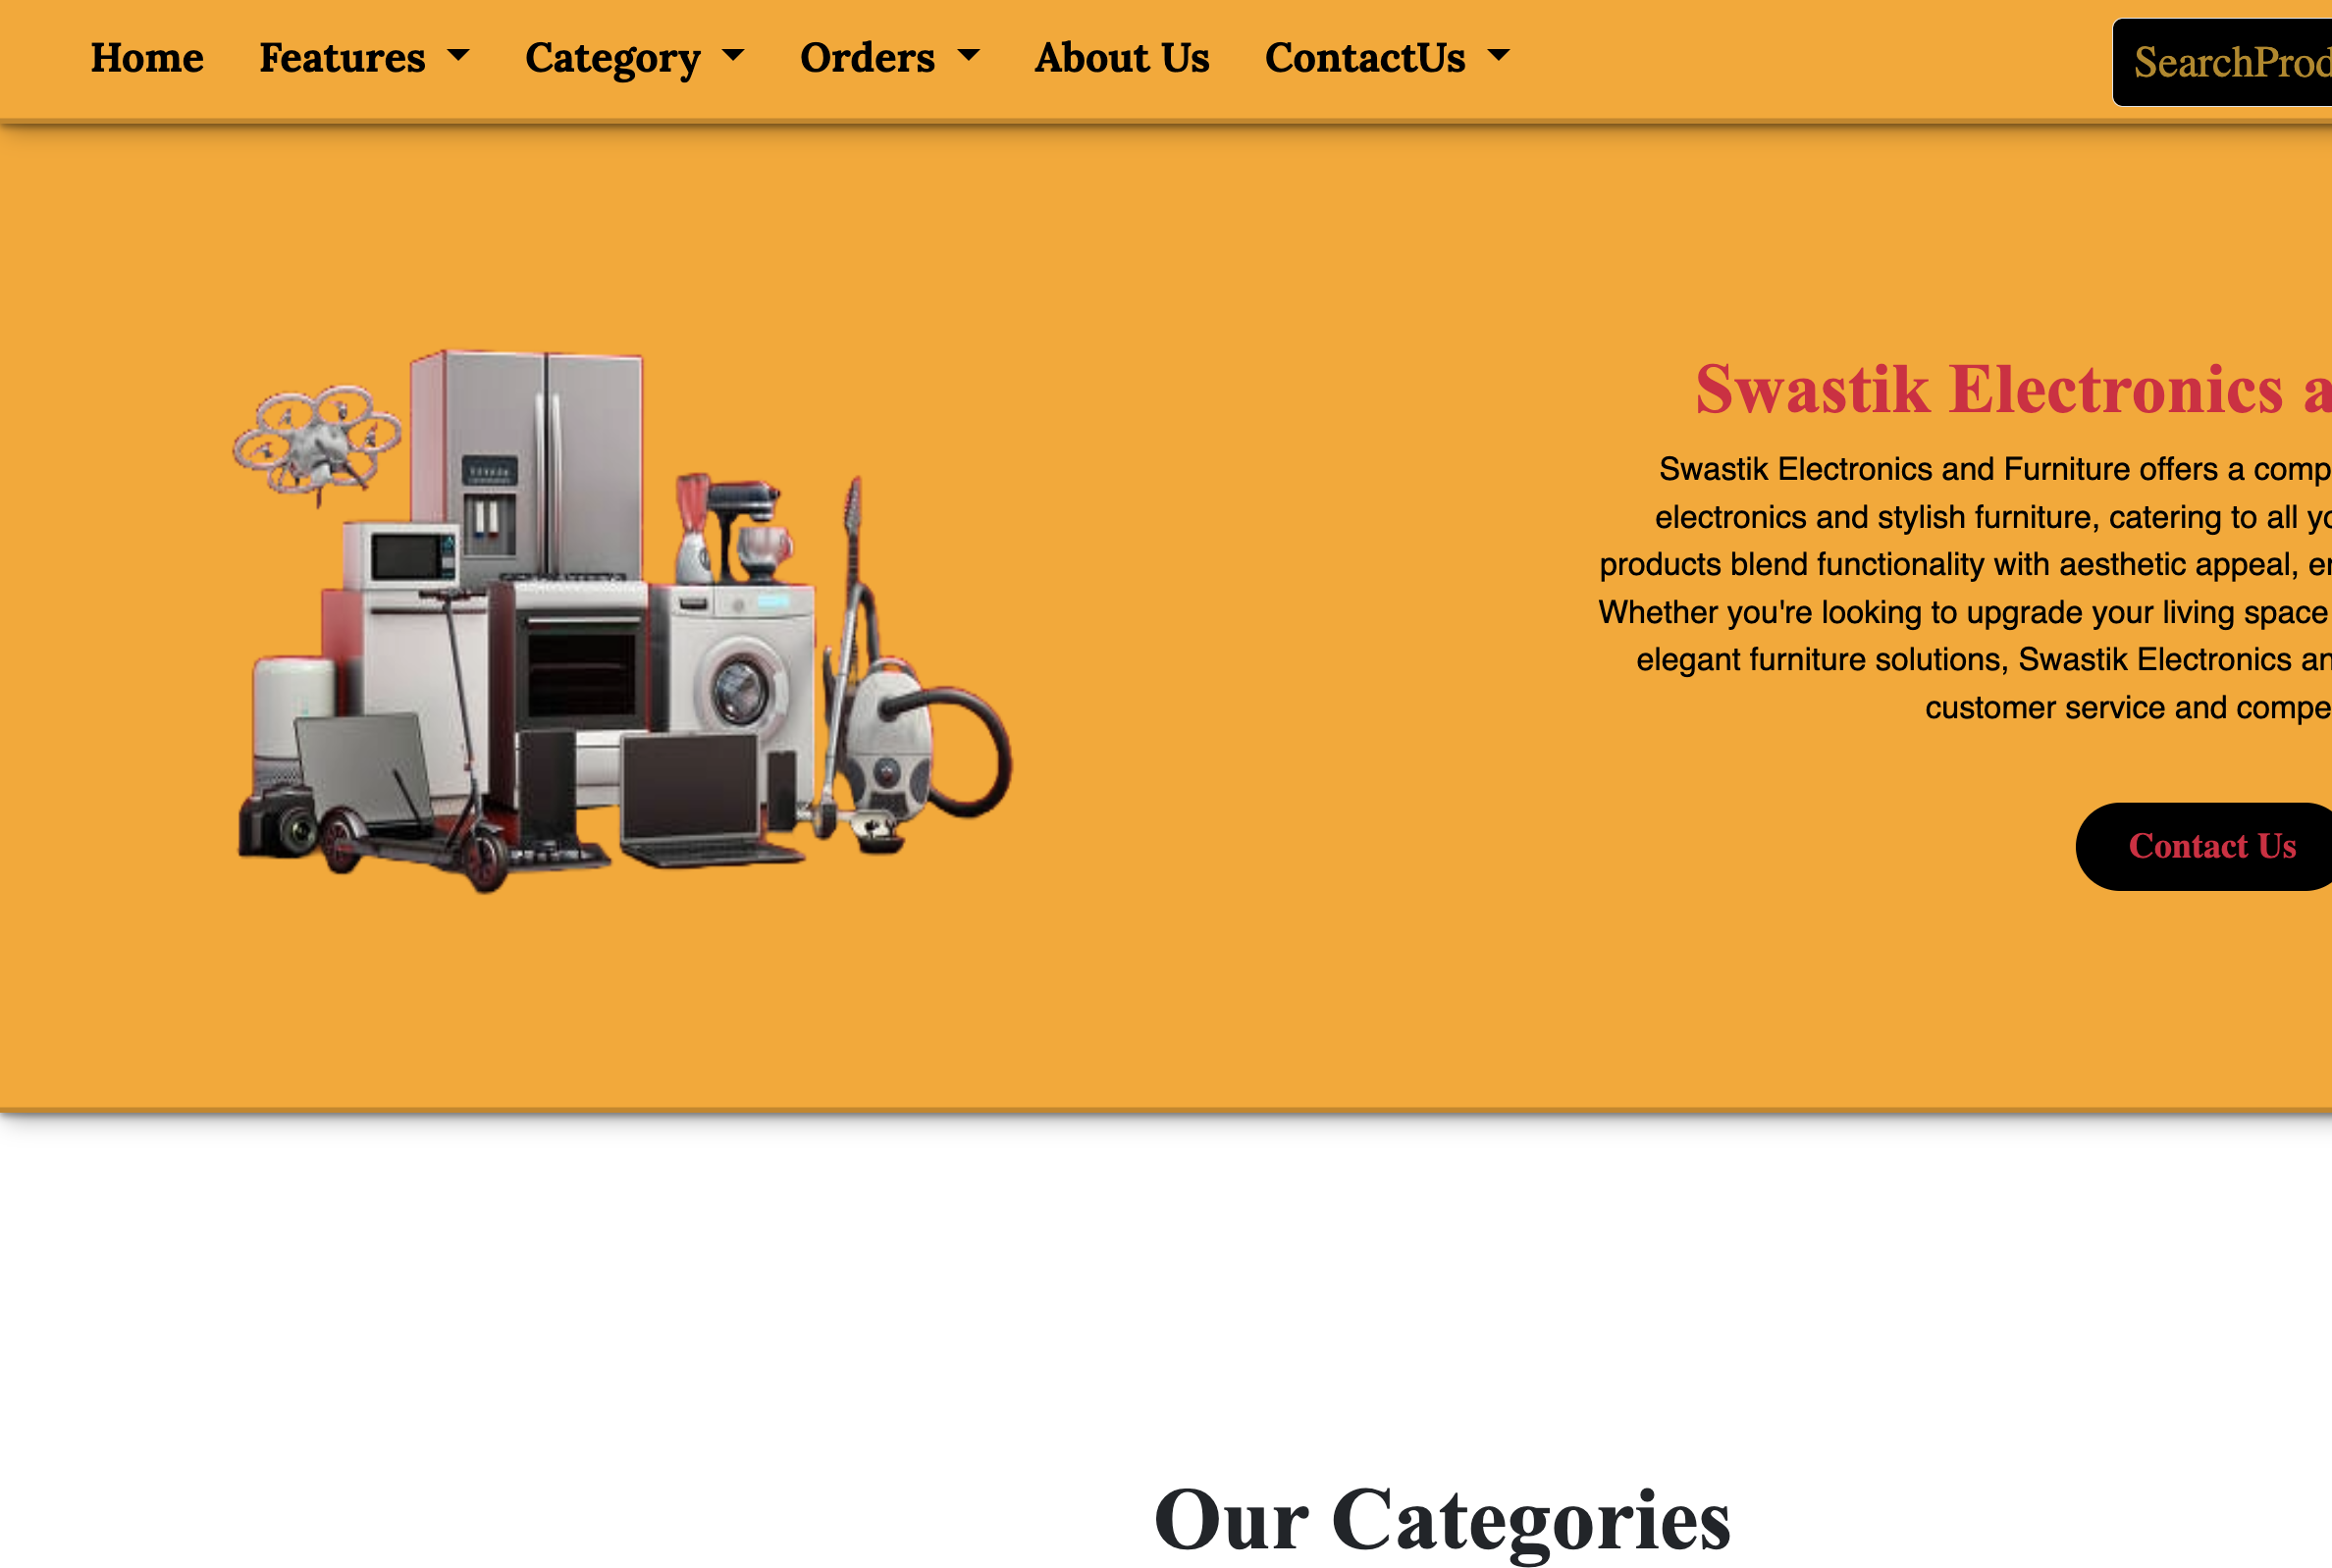 Home Features Category Orders About Us ContactUs SearchProd
Swastik Electronics a
Swastik Electronics and Furniture offers a comp
electronics and stylish furniture, catering to all yo
products blend functionality with aesthetic appeal, en
Whether you're looking to upgrade your living space
elegant furniture solutions, Swastik Electronics an
customer service and compe
Contact Us
Our Categories